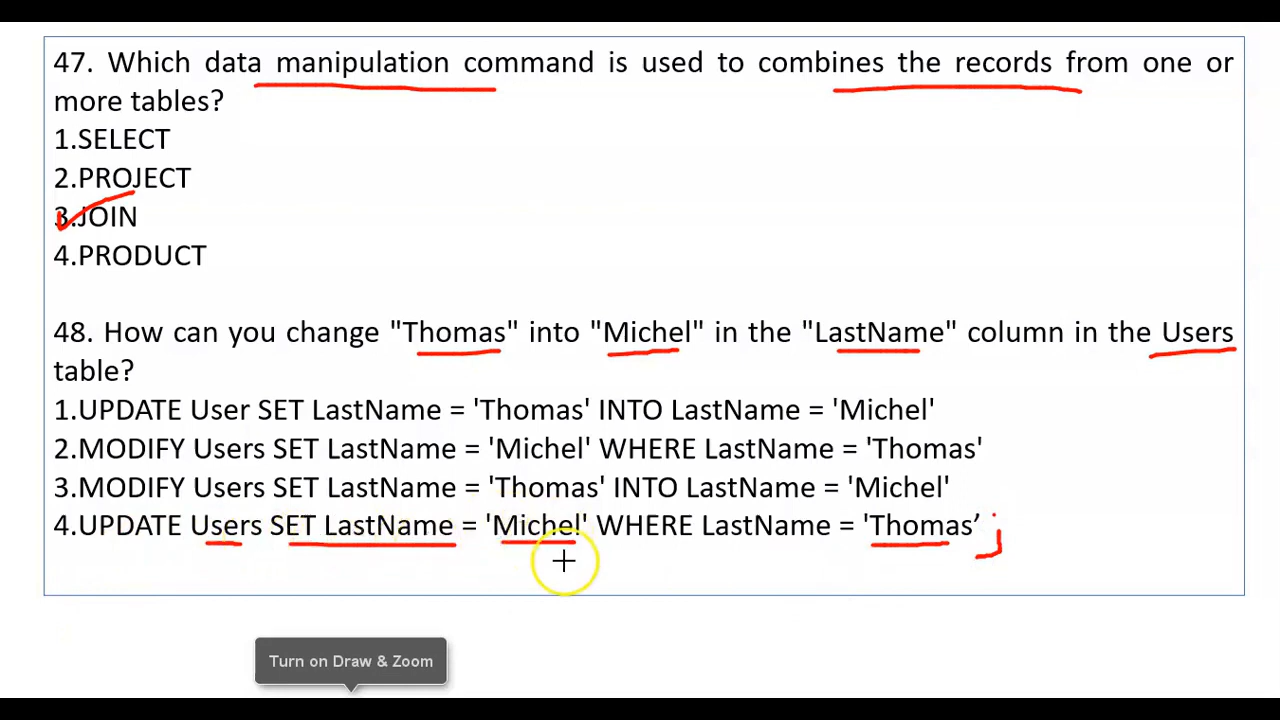 47. Which data manipulation command is used to combines the records from one or
more tables?
1.SELECT
2.PROJECT
3.JOIN
4.PRODUCT
48. How can you change "Thomas" into "Michel" in the "LastName" column in the Users
table?
1.UPDATE User SET LastName = 'Thomas' INTO LastName = 'Michel'
2.MODIFY Users SET LastName = 'Michel' WHERE LastName = 'Thomas'
3.MODIFY Users SET LastName = 'Thomas' INTO LastName = 'Michel'
4.UPDATE Users SET LastName = 'Michel' WHERE LastName = 'Thomas’ ;
Turn on Draw & Zoom